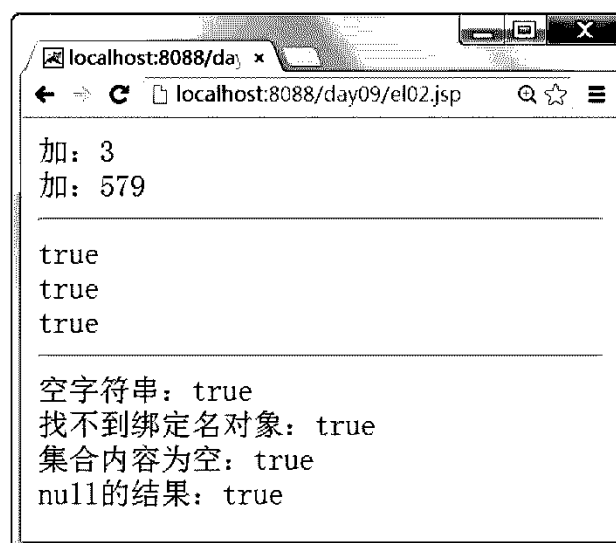 localhost:8088/da
localhost:8088/day09/el02.jsp
加：3
加：579
true
true
true
空字符串：true
找不到绑定名对象：true
集合内容为空：true
null的结果：true